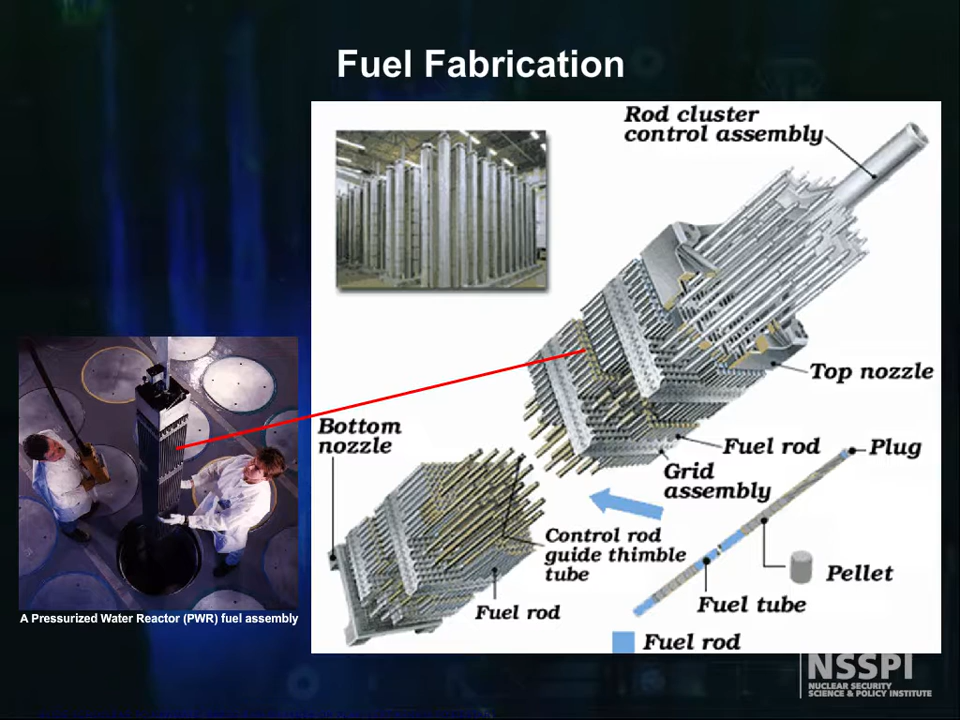 Fuel Fabrication
Rod cluster
control assembly
Top nozzle
Bottom
nozzle
Fuel rod
Plug
Grid
assembly
Control rod
guide thimble
tube
Pellet
Fuel tube
Fuel rod
Fuel rod
A Pressurized Water Reactor (PWR) fuel assembly
NSSPI
NUCLEAR SECURITY
SCIENCE & POLICY INSTITUTE